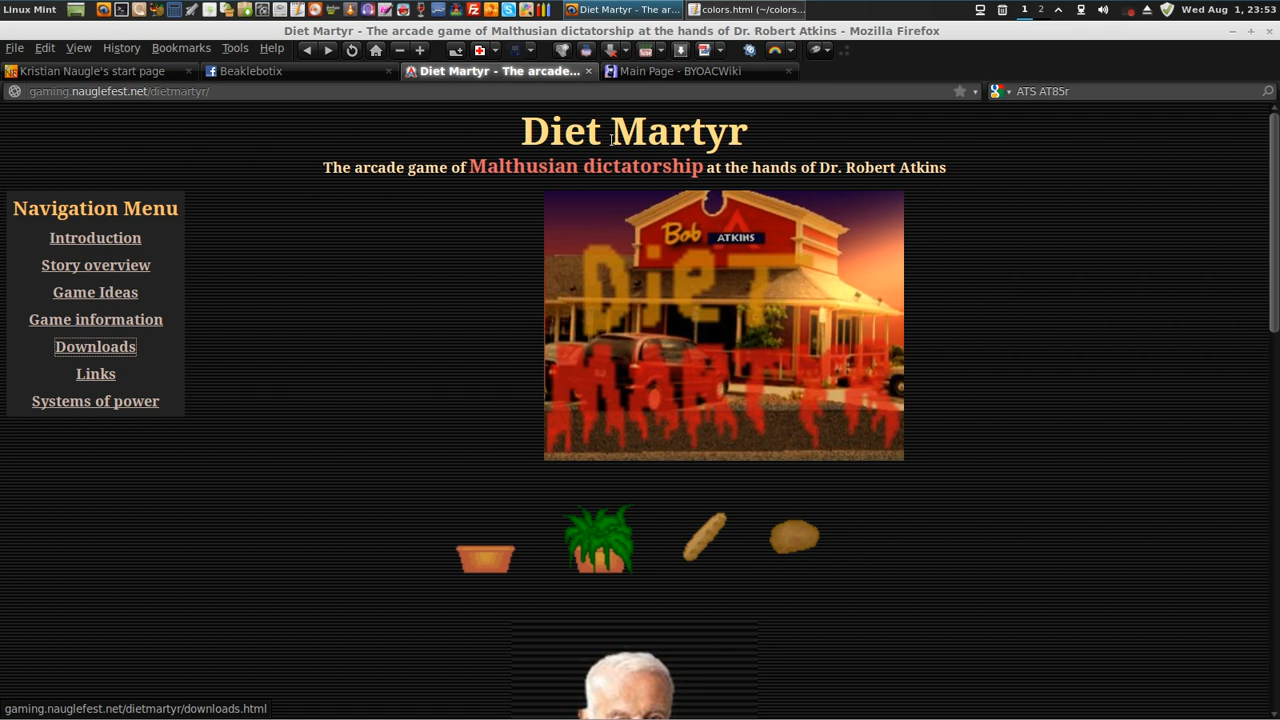 Linux Mint
Diet Martyr - The ar...
colors.html (~/colors...
1
2
Wed Aug 1, 23:53
Diet Martyr - The arcade game of Malthusian dictatorship at the hands of Dr. Robert Atkins - Mozilla Firefox
File Edit View History Bookmarks Tools Help
Kristian Naugle's start page
Beaklebotix
Diet Martyr - The arcade...
Main Page - BYOACWiki
gaming.nauglefest.net/dietmartyr/
ATS AT85r
Diet Martyr
The arcade game of Malthusian dictatorship at the hands of Dr. Robert Atkins
Navigation Menu
Introduction
Story overview
Game Ideas
Game information
Downloads
Links
Systems of power
Bob
ATKINS
DieT
MARTYR
gaming.nauglefest.net/dietmartyr/downloads.html